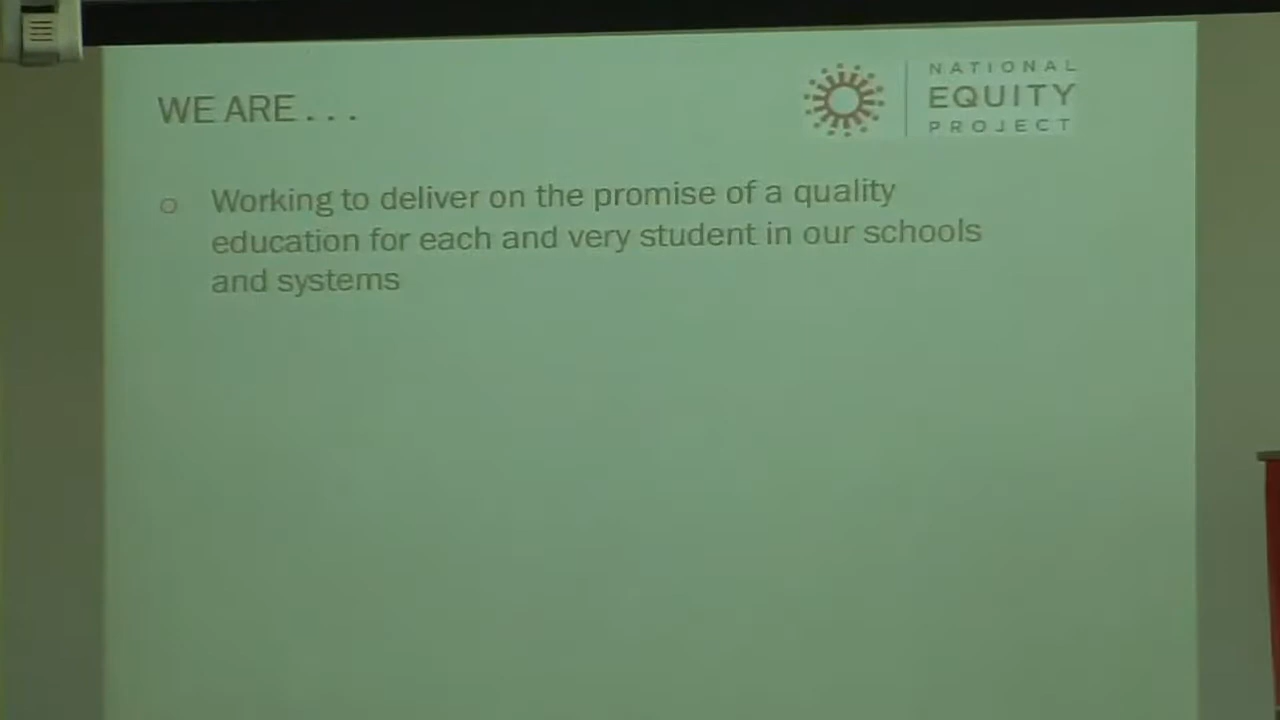 WE ARE . . .
NATIONAL
EQUITY
PROJECT
o Working to deliver on the promise of a quality
education for each and very student in our schools
and systems